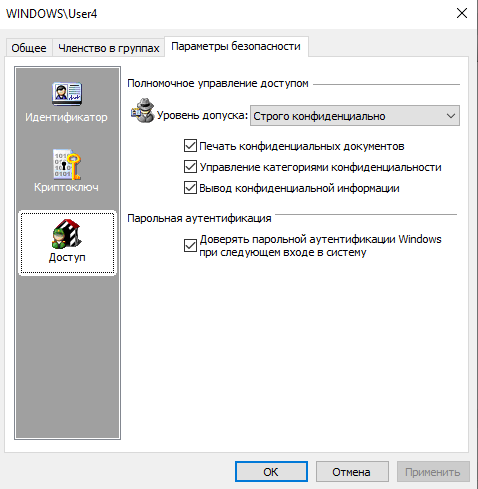 WINDOWS\User4
Общее
Членство в группах
Параметры безопасности
Идентификатор
Криптоключ
Доступ
Полномочное управление доступом
Уровень допуска:
Строго конфиденциально
Печать конфиденциальных документов
Управление категориями конфиденциальности
Вывод конфиденциальной информации
Парольная аутентификация
Доверять парольной аутентификации Windows
при следующем входе в систему
ОК
Отмена
Применить